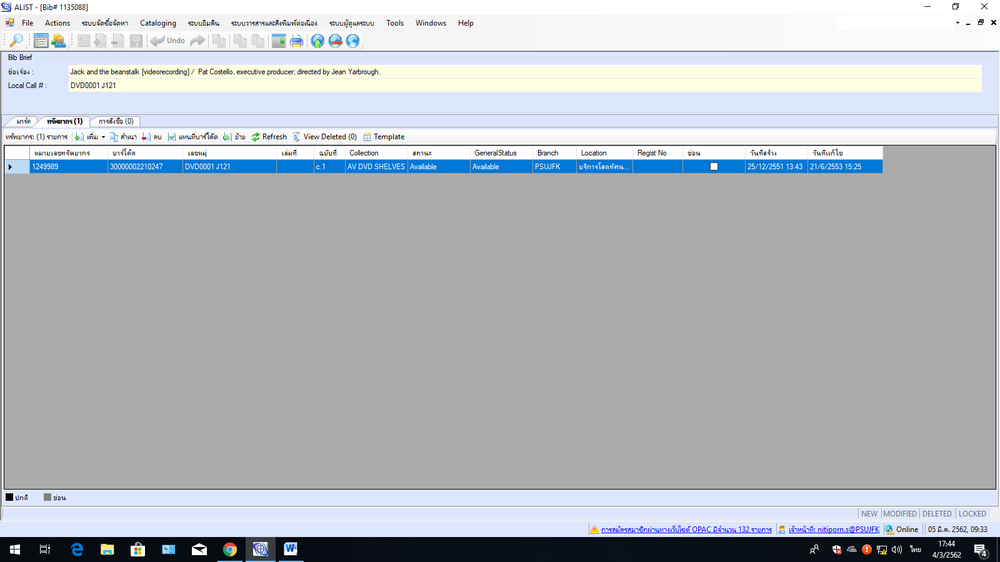 ALIST - [Bib# 1135088]
File Actions ระบบจัดซื้อจัดหา Cataloging ระบบยืมคืน ระบบวารสารและสิ่งพิมพ์ต่อเนื่อง ระบบผู้ดูแลระบบ Tools Windows Help
Undo
Bib Brief
ชื่อเรื่อง : Jack and the beanstalk [videorecording] / Pat Costello, executive producer; directed by Jean Yarbrough.
Local Call # : DVD0001 J121
มาร์ค ทรัพยากร (1) การสั่งซื้อ (0)
ทรัพยากร: (1) รายการ เพิ่ม สำเนา ลบ แทนที่บาร์โค้ด ย้าย Refresh View Deleted (0) Template
หมายเลขทรัพยากร บาร์โค้ด เลขหมู่ เล่มที่ ฉบับที่ Collection สถานะ GeneralStatus Branch Location Regist No ซ่อน วันที่สร้าง วันที่แก้ไข
1249989 30000002210247 DVD0001 J121 c.1 AV DVD SHELVES Available Available PSUJFK บริการโสตทัศน... 25/12/2551 13:43 21/6/2553 15:25
ปกติ ซ่อน
NEW MODIFIED DELETED LOCKED
การสมัครสมาชิกผ่านทางเว็บไซต์ OPAC มีจำนวน 132 รายการ เจ้าหน้าที่: nitiporn.s@PSUJFK Online 05 มี.ค. 2562, 09:33
ไทย 17:44
4/3/2562 4